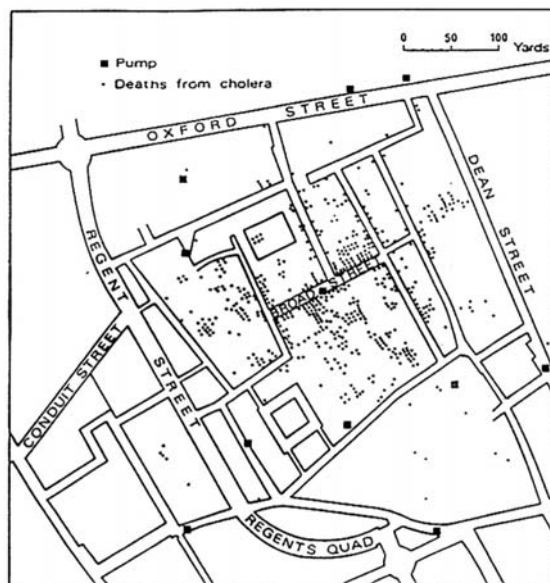 0 50 100
Yards
Pump
Deaths from cholera
OXFORD STREET
REGENT STREET
DEAN STREET
BROAD STREET
CONDUIT STREET
REGENTS QUAD